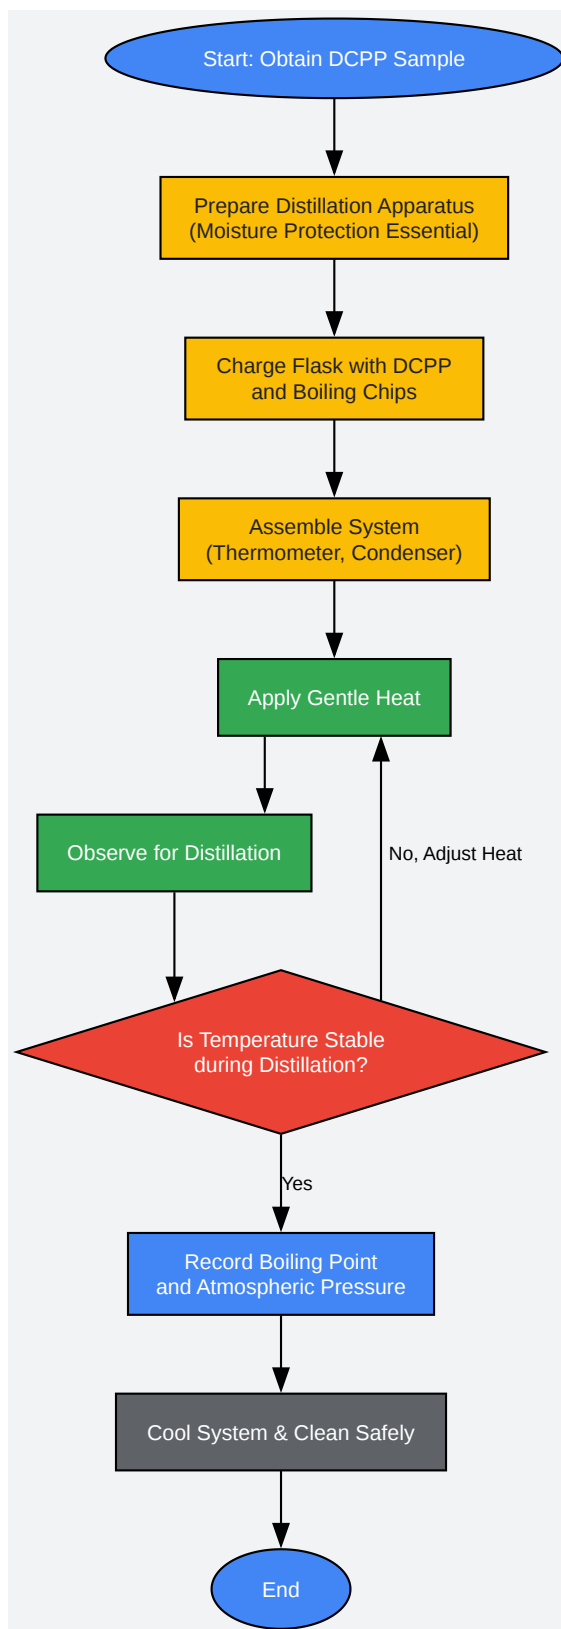 Start: Obtain DCPP Sample
Prepare Distillation Apparatus
(Moisture Protection Essential)
Charge Flask with DCPP
and Boiling Chips
Assemble System
(Thermometer, Condenser)
Apply Gentle Heat
Observe for Distillation
No, Adjust Heat
Is Temperature Stable
during Distillation?
Yes
Record Boiling Point
and Atmospheric Pressure
Cool System & Clean Safely
End